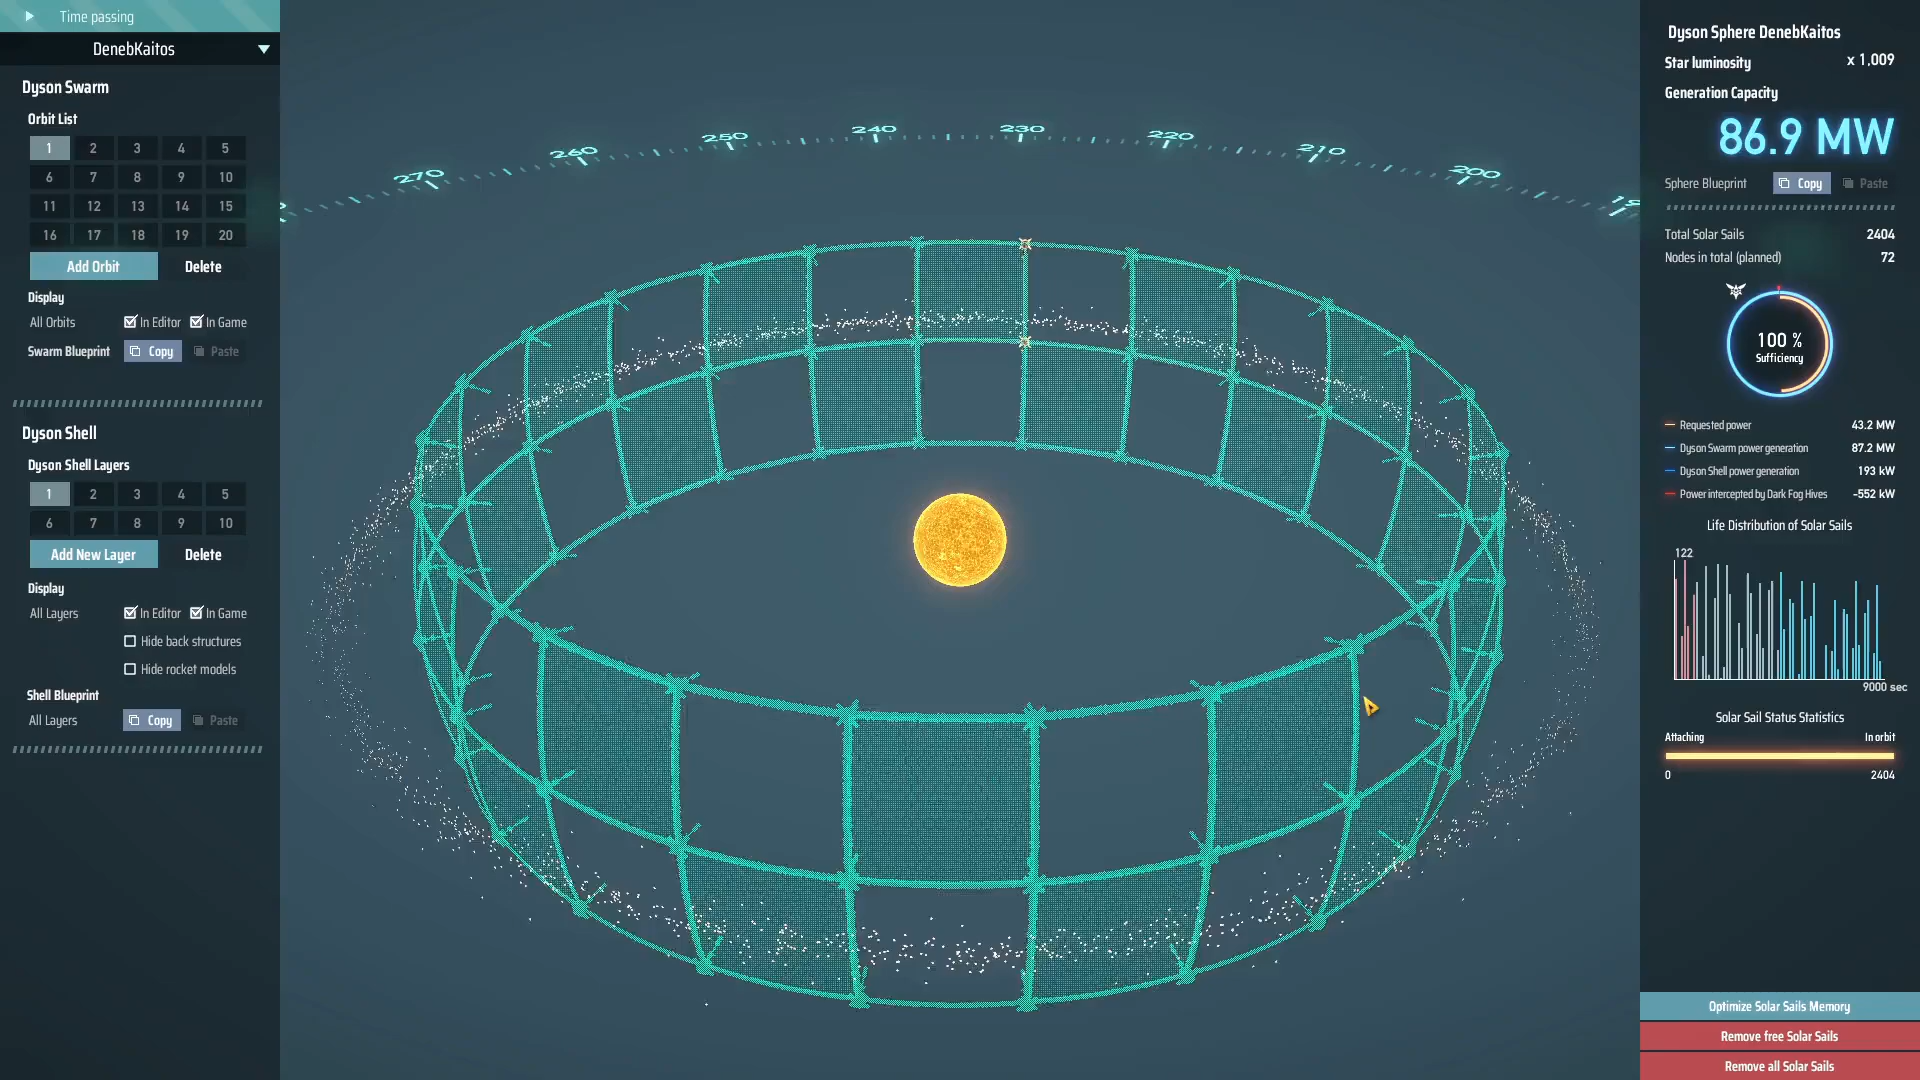 Time passing
DenebKaitos
Dyson Swarm
Orbit List
1 2 3 4 5
6 7 8 9 10
11 12 13 14 15
16 17 18 19 20
Add Orbit Delete
Display
All Orbits In Editor In Game
Swarm Blueprint Copy Paste
Dyson Shell
Dyson Shell Layers
1 2 3 4 5
6 7 8 9 10
Add New Layer Delete
Display
All Layers In Editor In Game
Hide back structures
Hide rocket models
Shell Blueprint
All Layers Copy Paste
270 260 250 240 230 220 210 200
Dyson Sphere DenebKaitos
Star luminosity x 1,009
Generation Capacity
86.9 MW
Sphere Blueprint Copy Paste
Total Solar Sails 2404
Nodes in total (planned) 72
100 %
Sufficiency
Requested power 43.2 MW
Dyson Swarm power generation 87.2 MW
Dyson Shell power generation 193 kW
Power intercepted by Dark Fog Hives -552 kW
Life Distribution of Solar Sails
122
9000 sec
Solar Sail Status Statistics
Attaching In orbit
0 2404
Optimize Solar Sails Memory
Remove free Solar Sails
Remove all Solar Sails